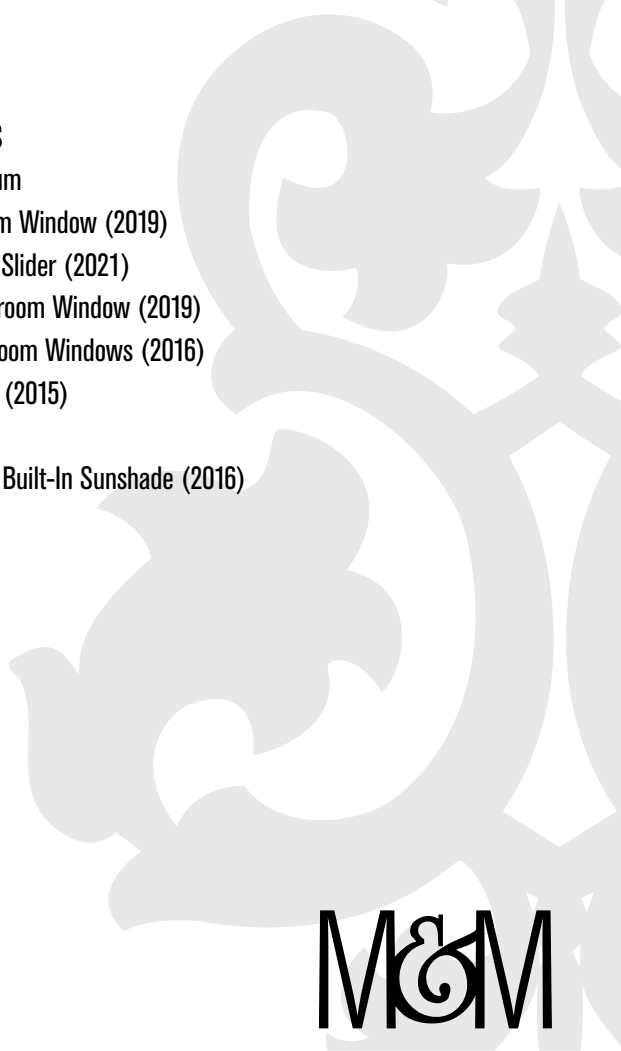 S
um
m Window (2019)
Slider (2021)
room Window (2019)
oom Windows (2016)
(2015)
Built-In Sunshade (2016)
M&M